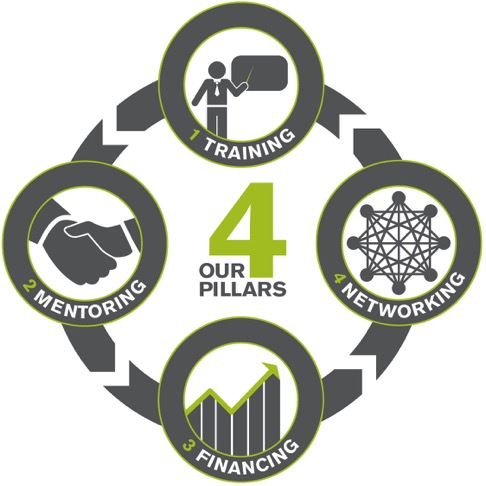 1 TRAINING
2 MENTORING
4
OUR
PILLARS
4 NETWORKING
3 FINANCING